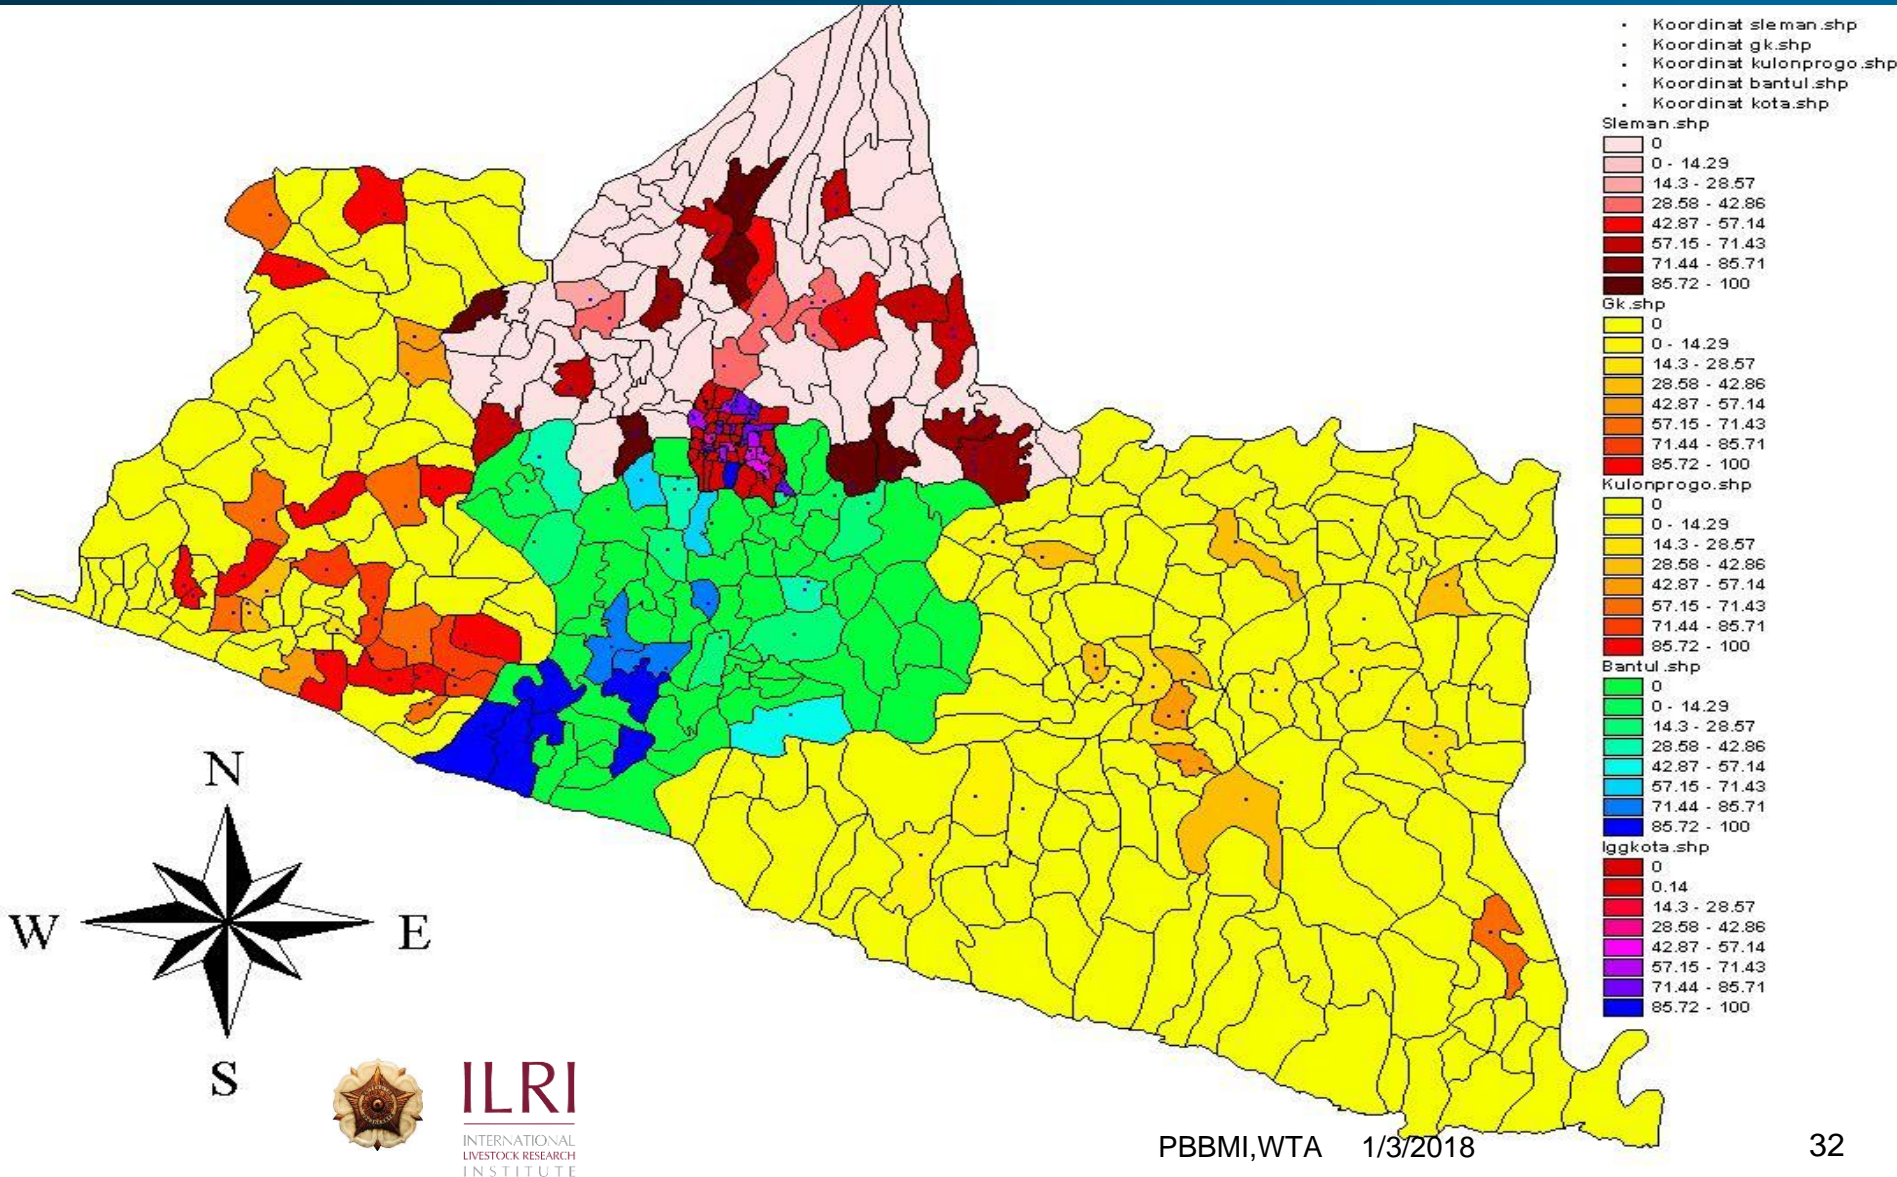 Koordinat sleman.shp
Koordinat gk.shp
Koordinat kulonprogo.shp
Koordinat bantul.shp
Koordinat kota.shp
Sleman.shp
0
0 - 14.29
14.3 - 28.57
28.58 - 42.86
42.87 - 57.14
57.15 - 71.43
71.44 - 85.71
85.72 - 100
Gk.shp
0
0 - 14.29
14.3 - 28.57
28.58 - 42.86
42.87 - 57.14
57.15 - 71.43
71.44 - 85.71
85.72 - 100
Kulonprogo.shp
0
0 - 14.29
14.3 - 28.57
28.58 - 42.86
42.87 - 57.14
57.15 - 71.43
71.44 - 85.71
85.72 - 100
Bantul.shp
0
0 - 14.29
14.3 - 28.57
28.58 - 42.86
42.87 - 57.14
57.15 - 71.43
71.44 - 85.71
85.72 - 100
Iggkota.shp
0
0.14
14.3 - 28.57
28.58 - 42.86
42.87 - 57.14
57.15 - 71.43
71.44 - 85.71
85.72 - 100
N
W E
S
ILRI
INTERNATIONAL
LIVESTOCK RESEARCH
INSTITUTE
PBBMI,WTA 1/3/2018 32